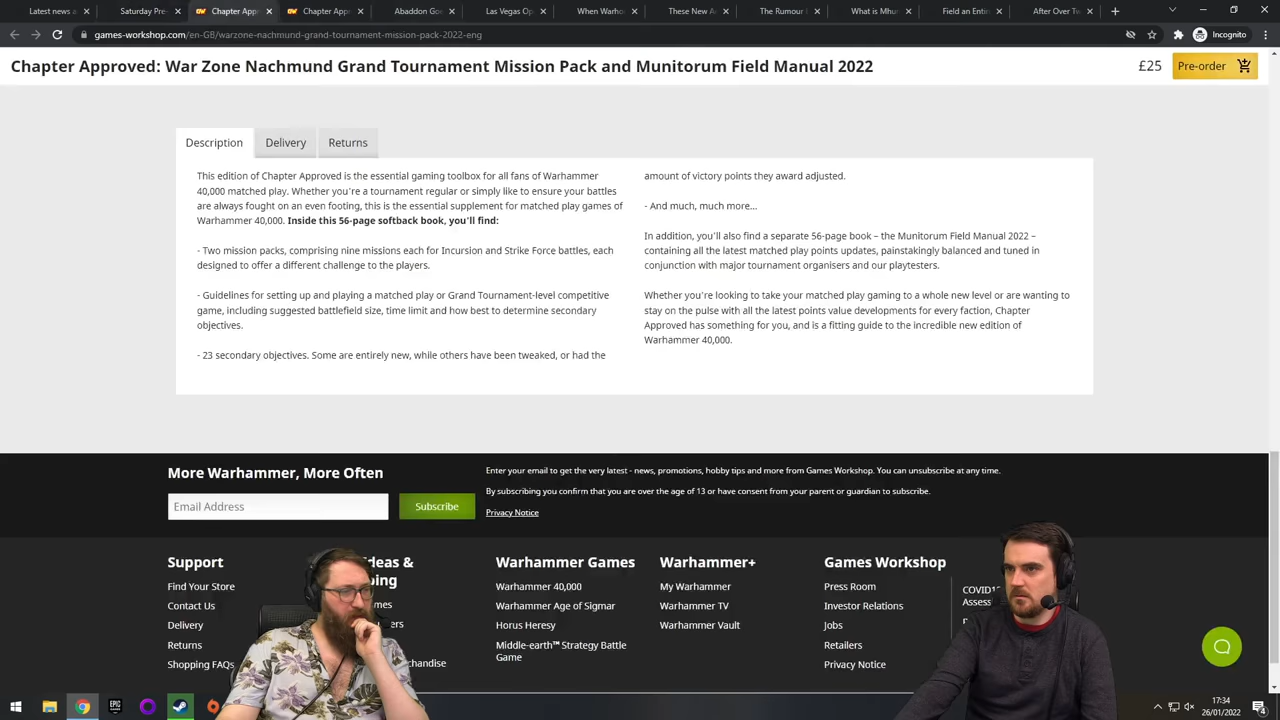 Latest news a
Saturday Pre-
Chapter Appr
Chapter Appr
Abaddon Goe
Las Vegas Op
When Warho
These New A
The Rumour E
What is Mhu
Field an Entir
After Over Tw
games-workshop.com/en-GB/warzone-nachmund-grand-tournament-mission-pack-2022-eng
Incognito
Chapter Approved: War Zone Nachmund Grand Tournament Mission Pack and Munitorum Field Manual 2022
£25
Pre-order
Description
Delivery
Returns
This edition of Chapter Approved is the essential gaming toolbox for all fans of Warhammer
40,000 matched play. Whether you're a tournament regular or simply like to ensure your battles
are always fought on an even footing, this is the essential supplement for matched play games of
Warhammer 40,000. Inside this 56-page softback book, you'll find:
- Two mission packs, comprising nine missions each for Incursion and Strike Force battles, each
designed to offer a different challenge to the players.
- Guidelines for setting up and playing a matched play or Grand Tournament-level competitive
game, including suggested battlefield size, time limit and how best to determine secondary
objectives.
- 23 secondary objectives. Some are entirely new, while others have been tweaked, or had the
amount of victory points they award adjusted.
- And much, much more...
In addition, you'll also find a separate 56-page book – the Munitorum Field Manual 2022 –
containing all the latest matched play points updates, painstakingly balanced and tuned in
conjunction with major tournament organisers and our playtesters.
Whether you're looking to take your matched play gaming to a whole new level or are wanting to
stay on the pulse with all the latest points value developments for every faction, Chapter
Approved has something for you, and is a fitting guide to the incredible new edition of
Warhammer 40,000.
More Warhammer, More Often
Email Address
Subscribe
Enter your email to get the very latest - news, promotions, hobby tips and more from Games Workshop. You can unsubscribe at any time.
By subscribing you confirm that you are over the age of 13 or have consent from your parent or guardian to subscribe.
Privacy Notice
Support
Find Your Store
Contact Us
Delivery
Returns
Shopping FAQs
Ideas &
Warhammer Games
Warhammer 40,000
Warhammer Age of Sigmar
Horus Heresy
Middle-earth™ Strategy Battle
Game
Warhammer+
My Warhammer
Warhammer TV
Warhammer Vault
Games Workshop
Press Room
Investor Relations
Jobs
Retailers
Privacy Notice
COVID1
Assess
EPIC
GAMES
17:34
26/01/2022
4